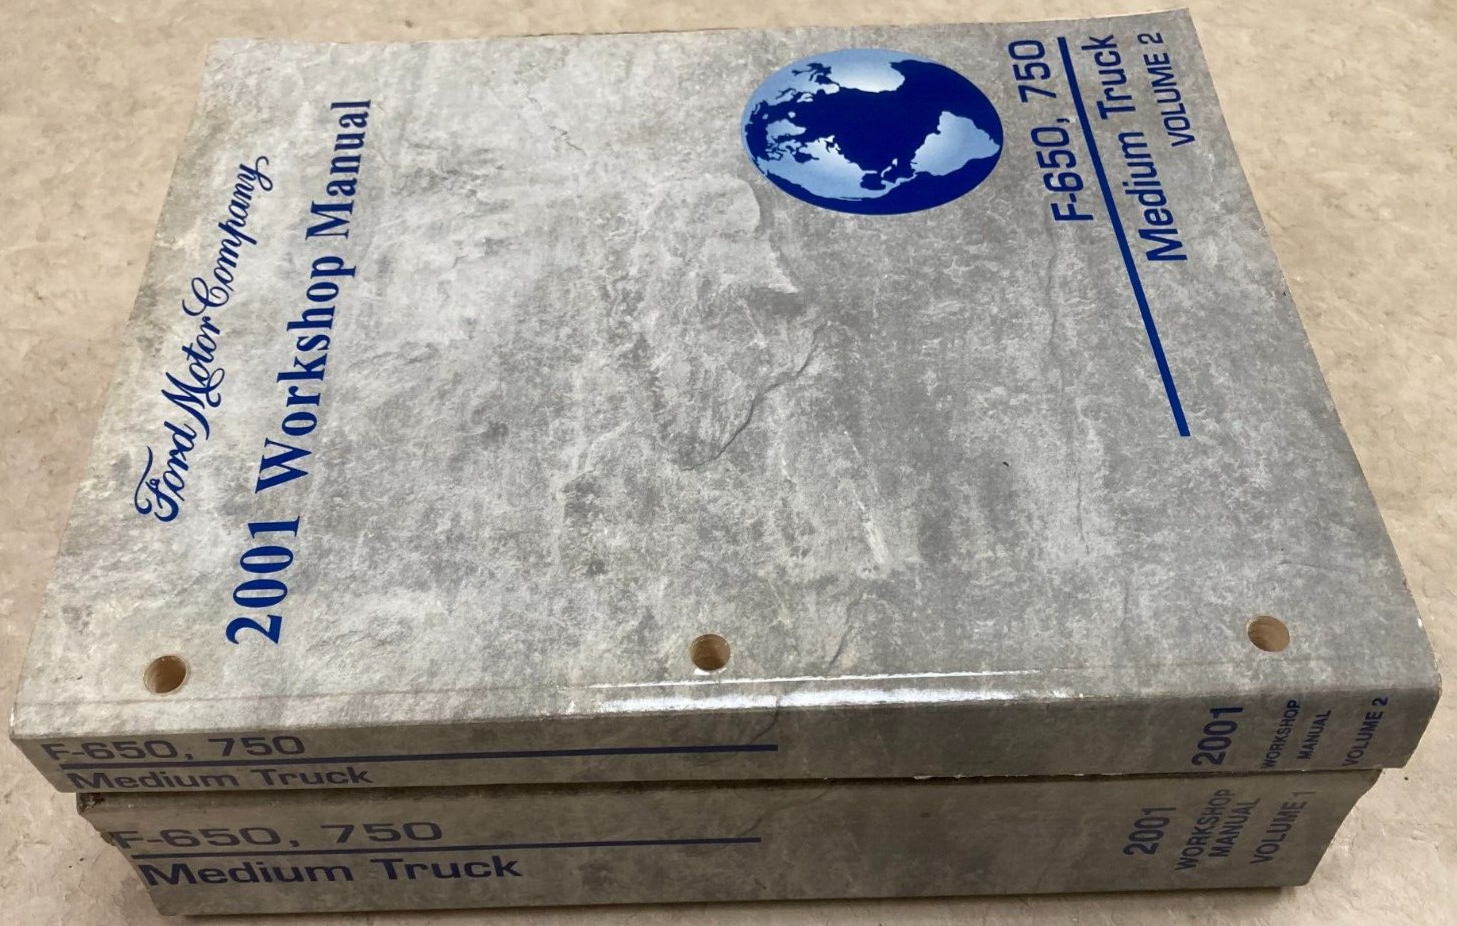 Ford Motor Company
2001 Workshop Manual
F-650, 750
Medium Truck
VOLUME 2
F-650, 750
Medium Truck
2001
WORKSHOP
MANUAL
VOLUME 2
F-650, 750
Medium Truck
2001
WORKSHOP
MANUAL
VOLUME 1